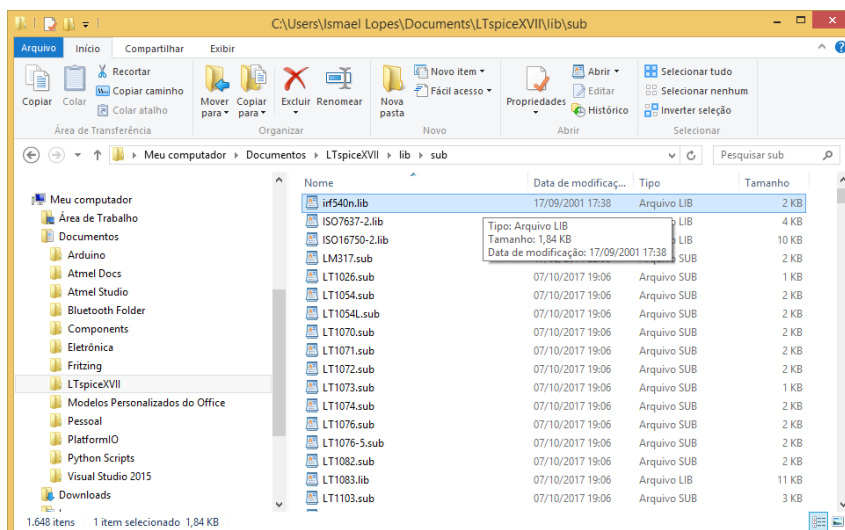 C:\Users\Ismael Lopes\Documents\LTspiceXVII\lib\sub
Arquivo Início Compartilhar Exibir
Copiar Colar Recortar Copiar caminho Colar atalho
Mover para Copiar para Excluir Renomear
Nova pasta Novo item Fácil acesso
Propriedades Abrir Editar Histórico
Selecionar tudo Selecionar nenhum Inverter seleção
Área de Transferência Organizar Novo Abrir Selecionar
Meu computador Documentos LTspiceXVII lib sub Pesquisar sub
Meu computador
Área de Trabalho
Documentos
Arduino
Atmel Docs
Atmel Studio
Bluetooth Folder
Components
Eletrônica
Fritzing
LTspiceXVII
Modelos Personalizados do Office
Pessoal
PlatformIO
Python Scripts
Visual Studio 2015
Downloads
Nome Data de modificaç... Tipo Tamanho
irf540n.lib 17/09/2001 17:38 Arquivo LIB 2 KB
ISO7637-2.lib LIB 4 KB
ISO16750-2.lib LIB 10 KB
LM317.sub Arquivo SUB 2 KB
Tipo: Arquivo LIB
Tamanho: 1,84 KB
Data de modificação: 17/09/2001 17:38
LT1026.sub 07/10/2017 19:06 Arquivo SUB 1 KB
LT1054.sub 07/10/2017 19:06 Arquivo SUB 2 KB
LT1054L.sub 07/10/2017 19:06 Arquivo SUB 2 KB
LT1070.sub 07/10/2017 19:06 Arquivo SUB 2 KB
LT1071.sub 07/10/2017 19:06 Arquivo SUB 2 KB
LT1072.sub 07/10/2017 19:06 Arquivo SUB 2 KB
LT1073.sub 07/10/2017 19:06 Arquivo SUB 1 KB
LT1074.sub 07/10/2017 19:06 Arquivo SUB 2 KB
LT1076.sub 07/10/2017 19:06 Arquivo SUB 2 KB
LT1076-5.sub 07/10/2017 19:06 Arquivo SUB 2 KB
LT1082.sub 07/10/2017 19:06 Arquivo SUB 2 KB
LT1083.lib 07/10/2017 19:06 Arquivo LIB 11 KB
LT1103.sub 07/10/2017 19:06 Arquivo SUB 3 KB
1.648 itens 1 item selecionado 1,84 KB